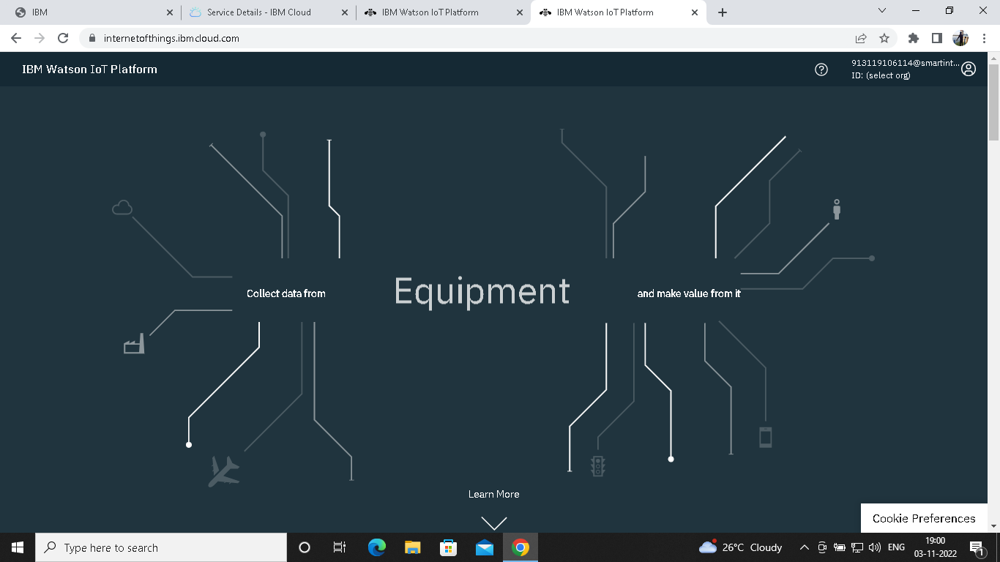 IBM
Service Details - IBM Cloud
IBM Watson IoT Platform
IBM Watson IoT Platform
internetofthings.ibmcloud.com
IBM Watson IoT Platform
913119106114@smartint...
ID: (select org)
Collect data from
Equipment
and make value from it
Learn More
Cookie Preferences
Type here to search
26°C Cloudy
ENG
19:00
03-11-2022
1